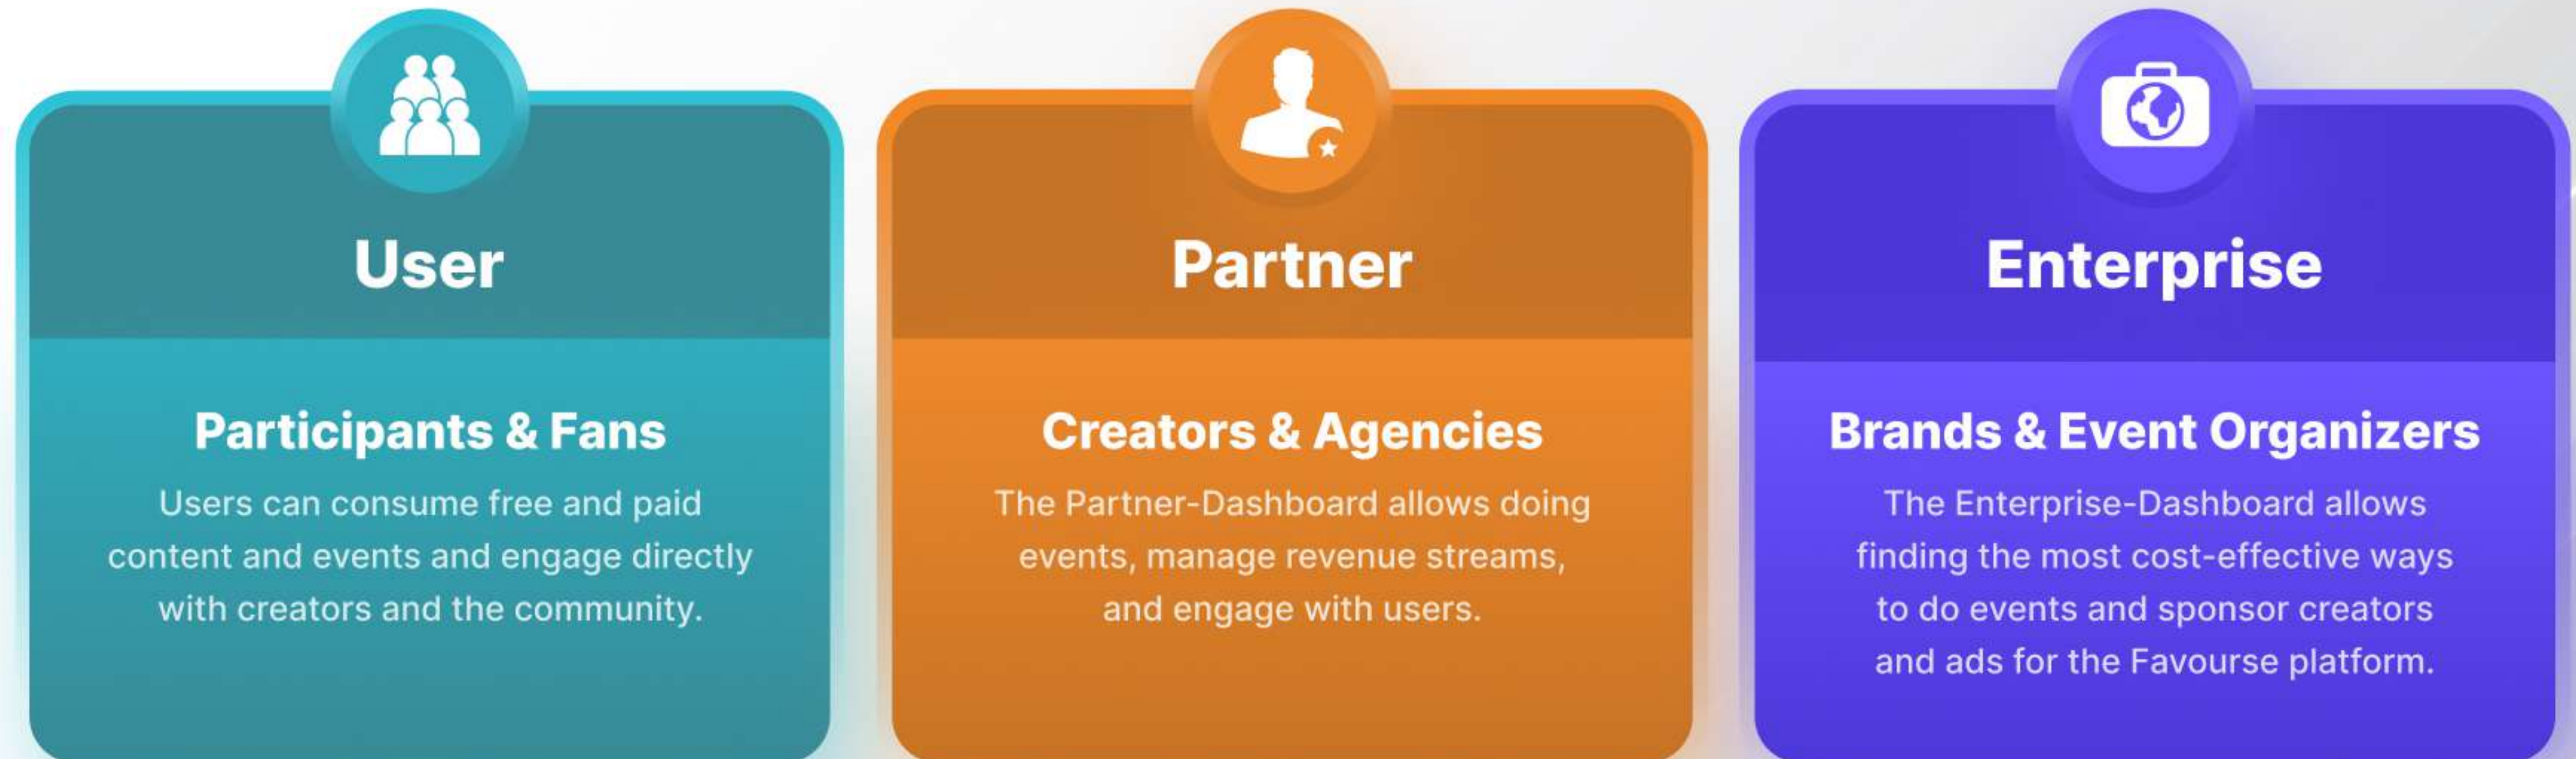 User
Participants & Fans
Users can consume free and paid
content and events and engage directly
with creators and the community.
Partner
Creators & Agencies
The Partner-Dashboard allows doing
events, manage revenue streams,
and engage with users.
Enterprise
Brands & Event Organizers
The Enterprise-Dashboard allows
finding the most cost-effective ways
to do events and sponsor creators
and ads for the Favourse platform.